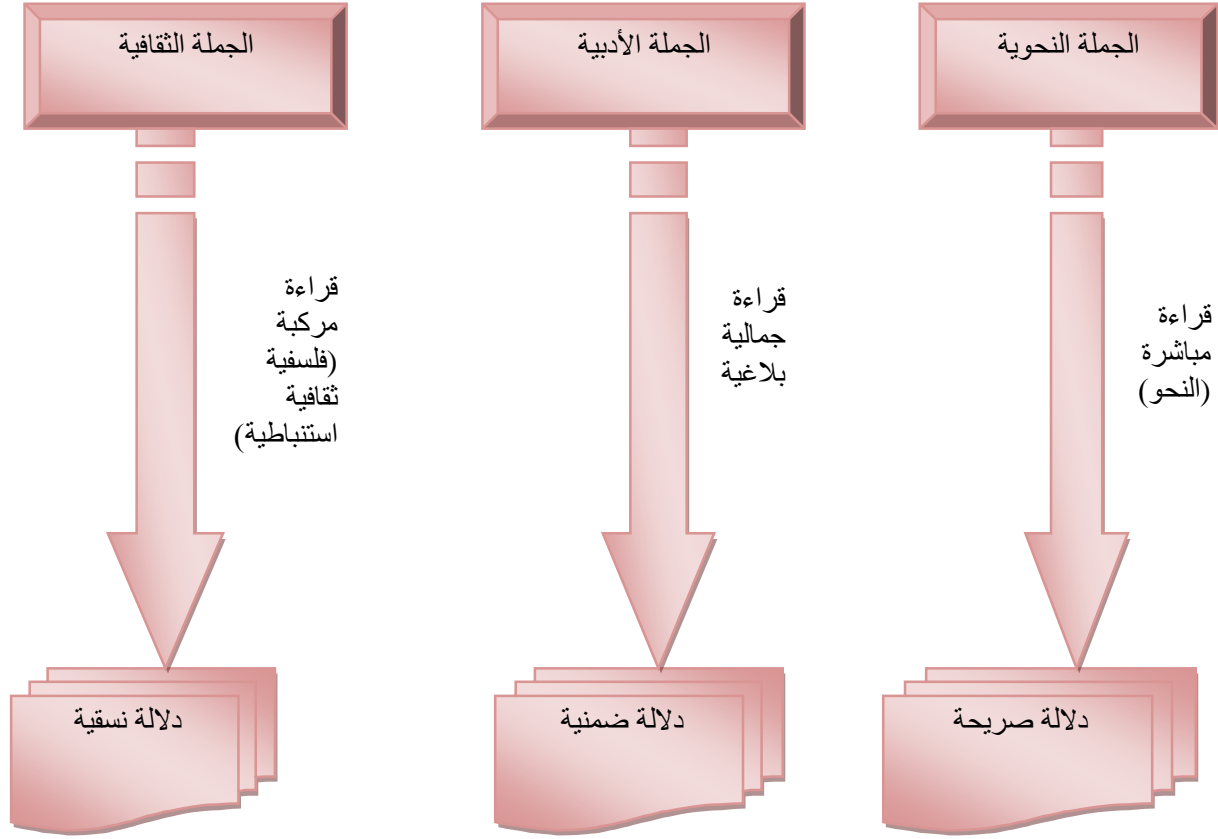 الجملة النحوية
الجملة الأدبية
الجملة الثقافية
قراءة
مباشرة
(النحو)
قراءة
جمالية
بلاغية
قراءة
مركبة
(فلسفية
ثقافية
استنباطية)
دلالة صريحة
دلالة ضمنية
دلالة نسقية